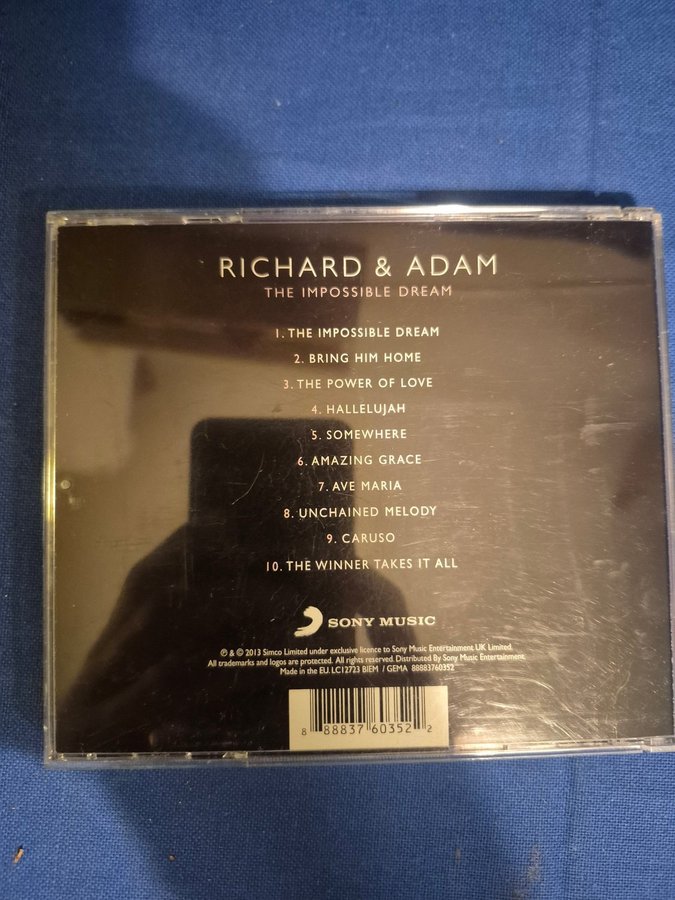 RICHARD & ADAM
THE IMPOSSIBLE DREAM
1. THE IMPOSSIBLE DREAM
2. BRING HIM HOME
3. THE POWER OF LOVE
4. HALLELUJAH
5. SOMEWHERE
6. AMAZING GRACE
7. AVE MARIA
8. UNCHAINED MELODY
9. CARUSO
10. THE WINNER TAKES IT ALL
SONY MUSIC
℗ & © 2013 Simco Limited under exclusive licence to Sony Music Entertainment UK Limited.
All trademarks and logos are protected. All rights reserved. Distributed By Sony Music Entertainment.
Made in the EU. LC12723 BIEM / GEMA 88883760352
8 88837 60352 2